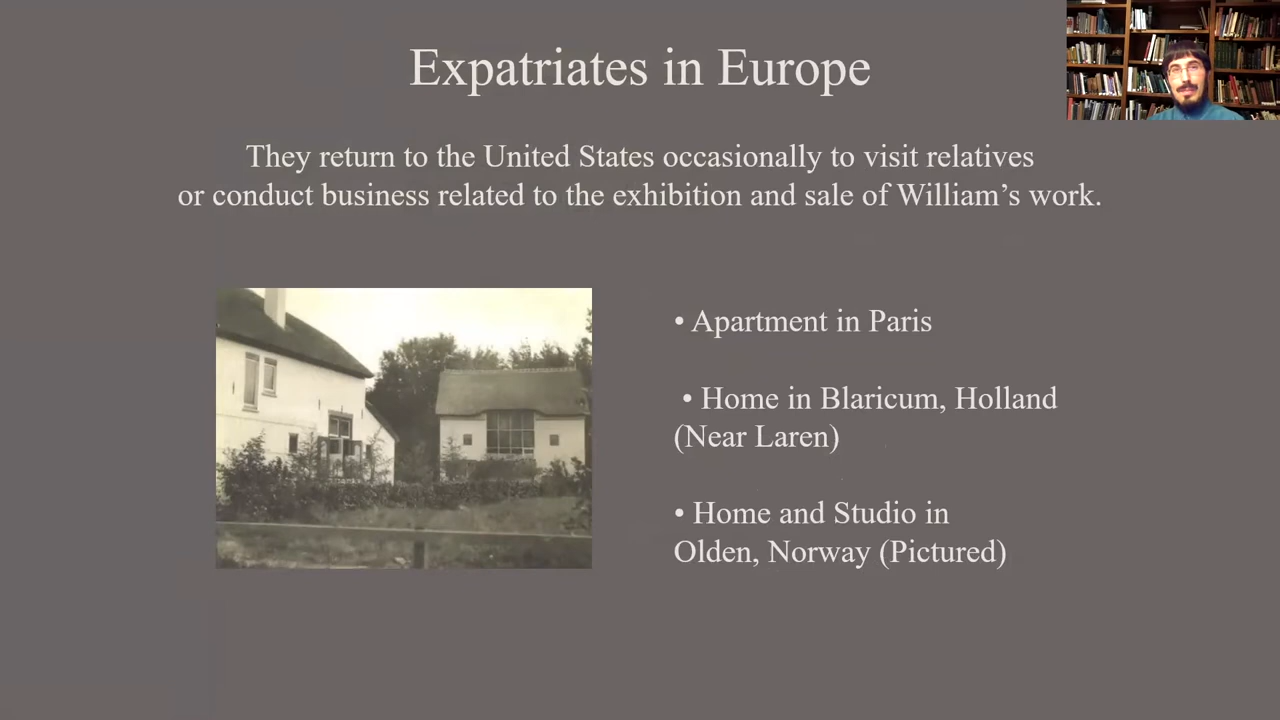 Expatriates in Europe
They return to the United States occasionally to visit relatives
or conduct business related to the exhibition and sale of William’s work.
• Apartment in Paris
• Home in Blaricum, Holland
(Near Laren)
• Home and Studio in
Olden, Norway (Pictured)